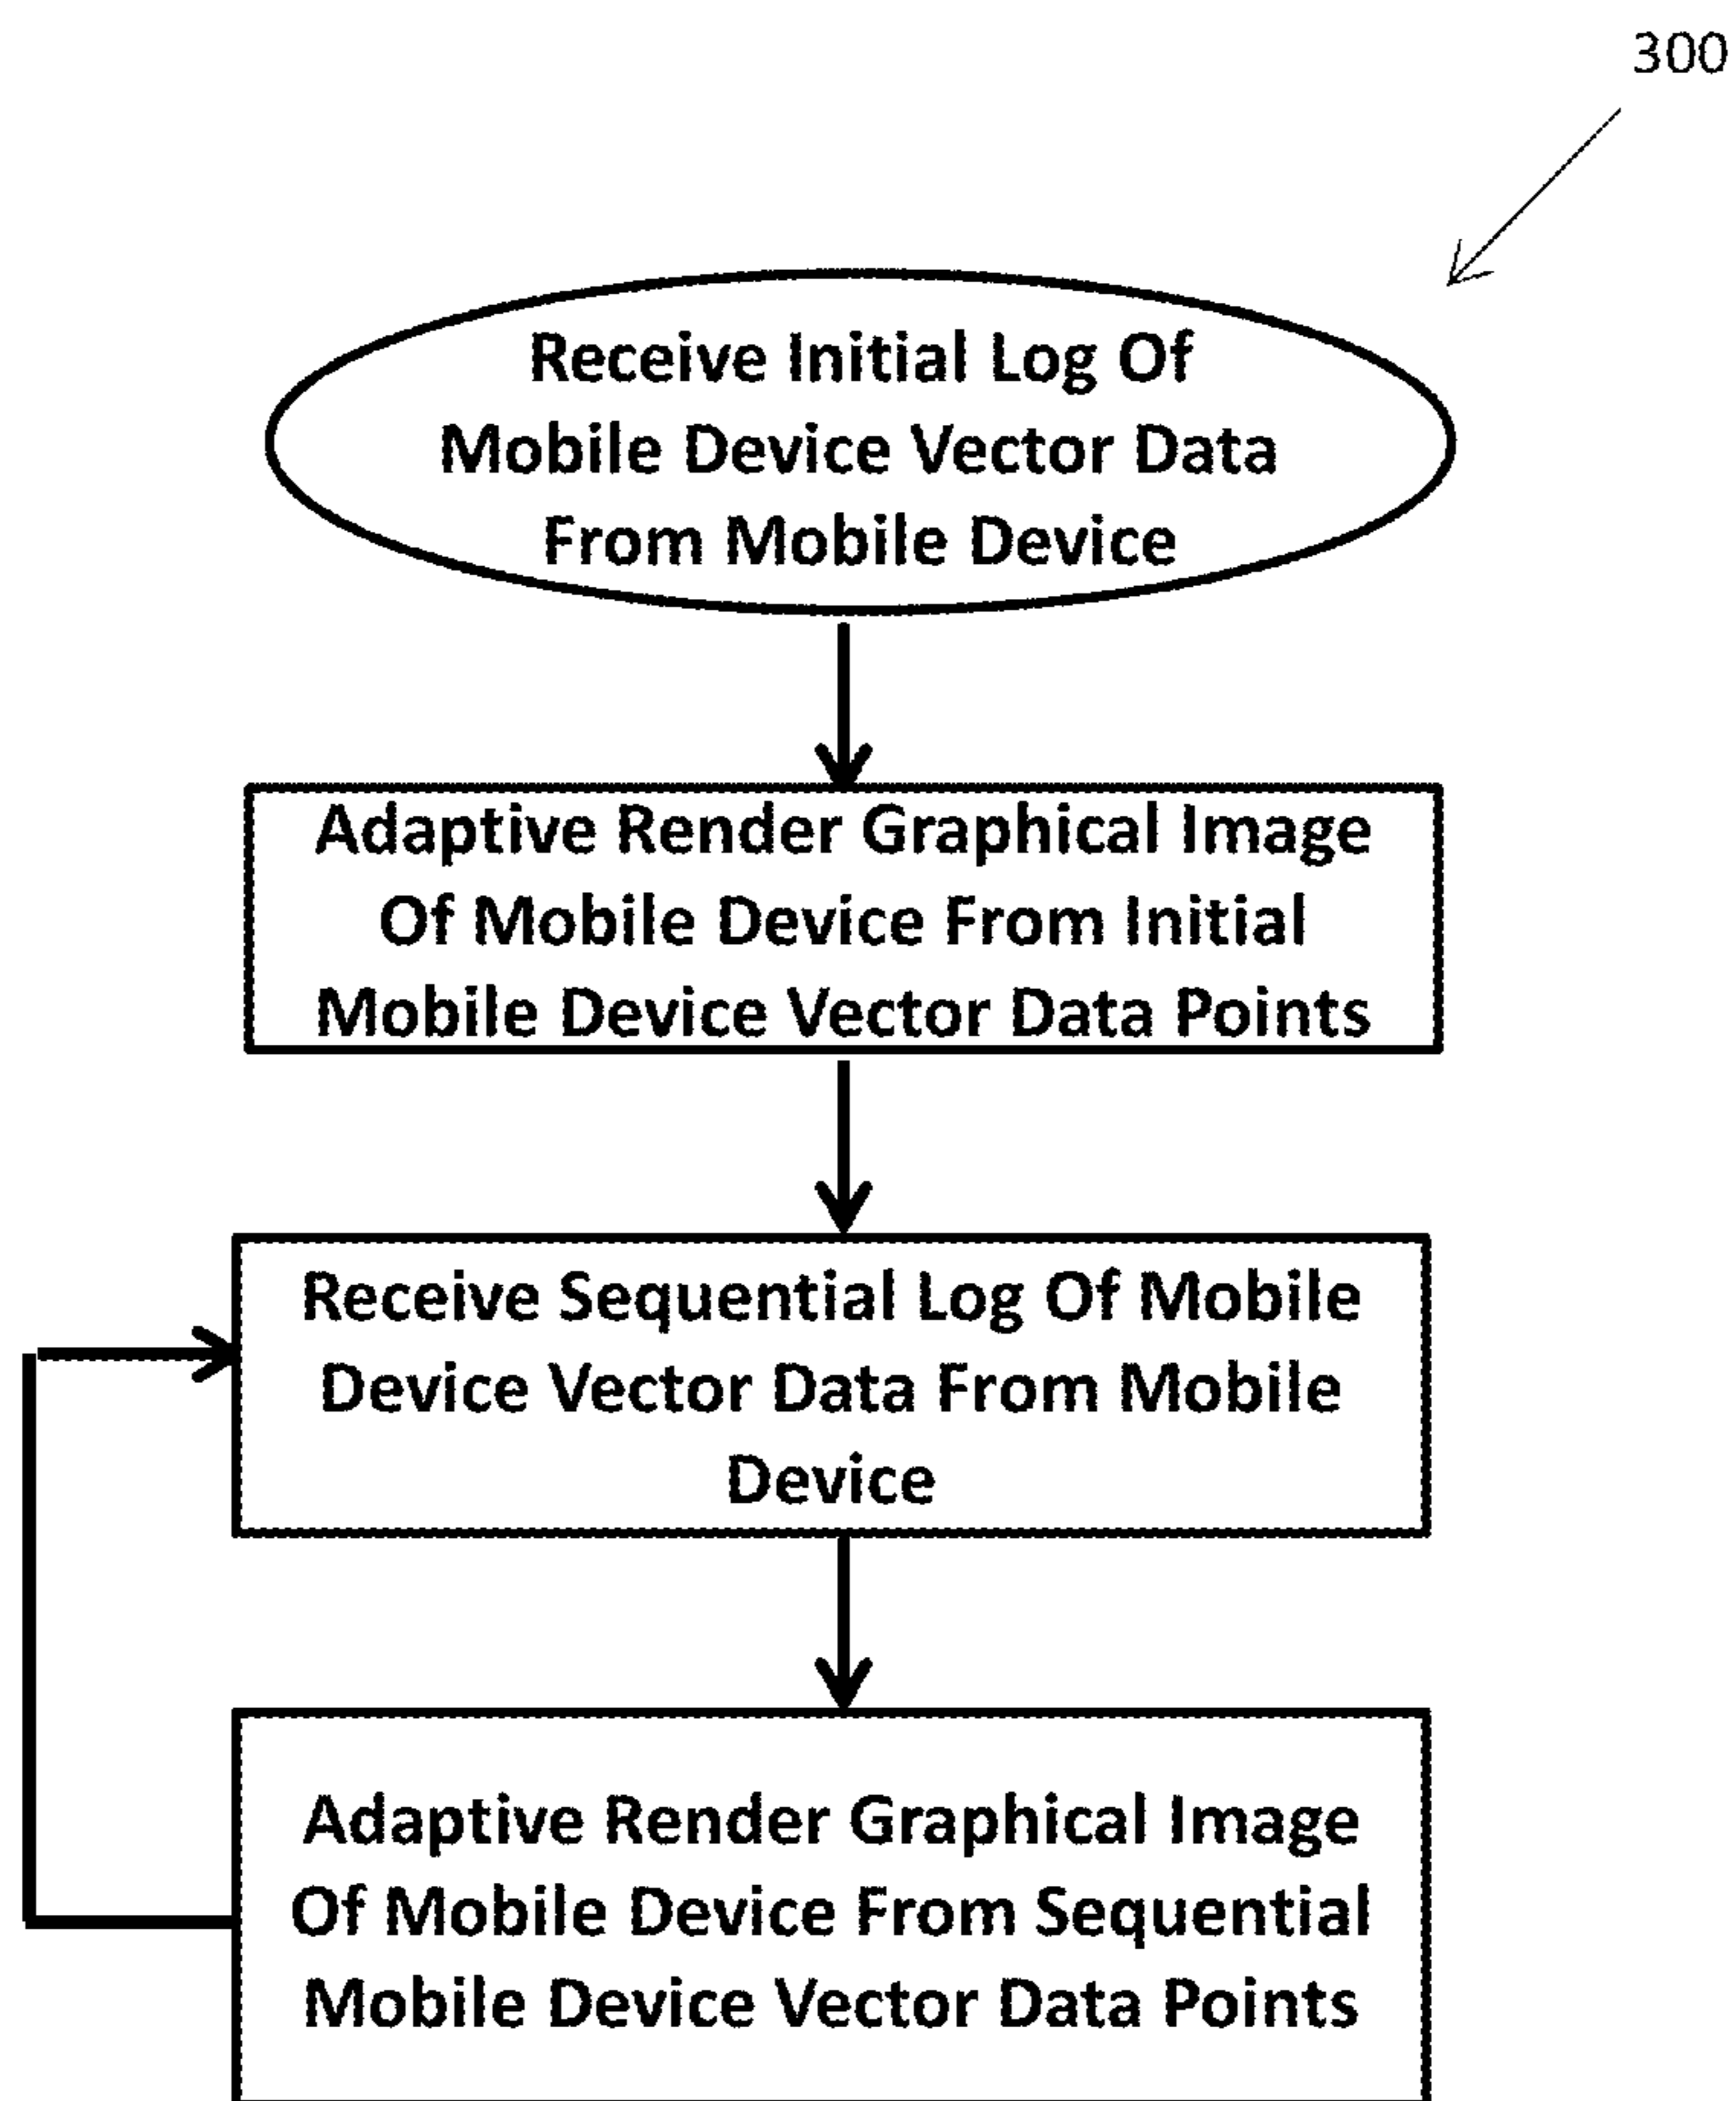 300
Receive Initial Log Of
Mobile Device Vector Data
From Mobile Device
Adaptive Render Graphical Image
Of Mobile Device From Initial
Mobile Device Vector Data Points
Receive Sequential Log Of Mobile
Device Vector Data From Mobile
Device
Adaptive Render Graphical Image
Of Mobile Device From Sequential
Mobile Device Vector Data Points